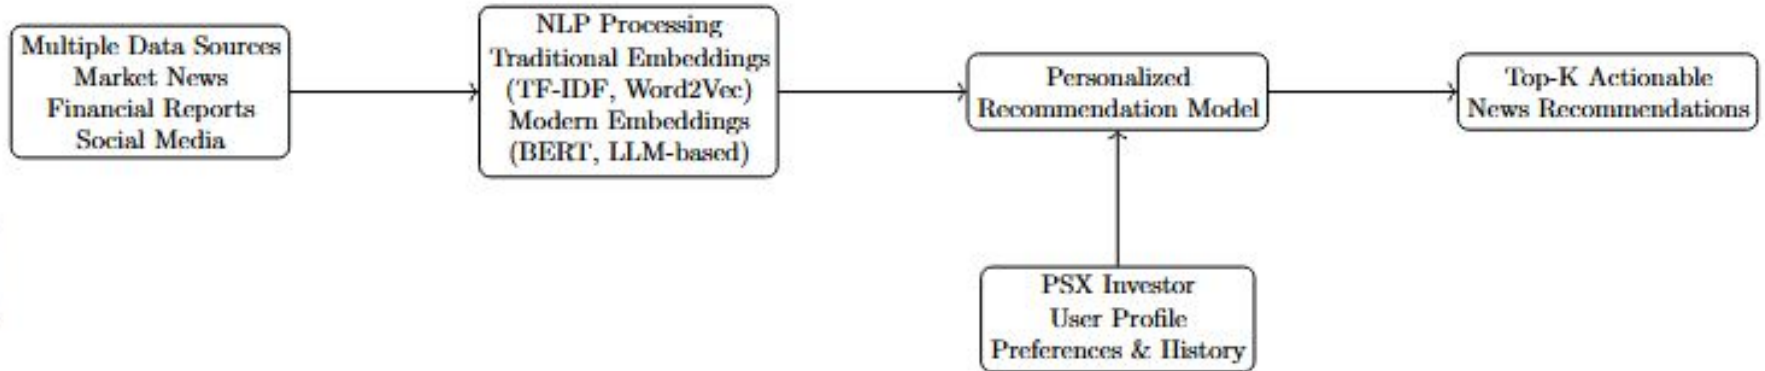 Multiple Data Sources
Market News
Financial Reports
Social Media
NLP Processing
Traditional Embeddings
(TF-IDF, Word2Vec)
Modern Embeddings
(BERT, LLM-based)
Personalized
Recommendation Model
Top-K Actionable
News Recommendations
PSX Investor
User Profile
Preferences & History